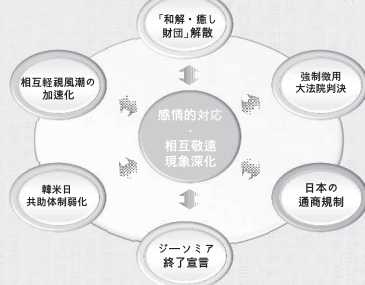 「和解・癒し
財団」解散
相互軽視風潮の
加速化
強制徴用
大法院判決
感情的対応
・
相互敬遠
現象深化
韓米日
共助体制弱化
日本の
通商規制
ジーソミア
終了宣言